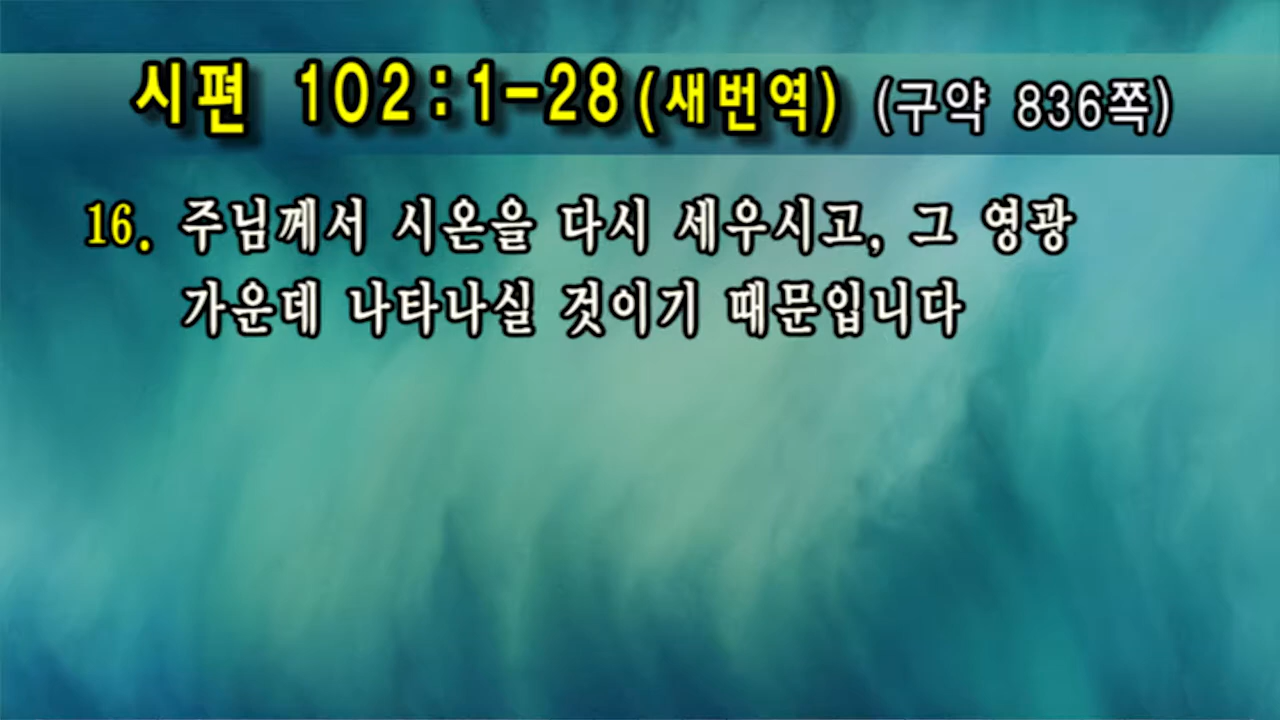 시편 102:1-28(새번역) (구약 836쪽)
16. 주님께서 시온을 다시 세우시고, 그 영광
가운데 나타나실 것이기 때문입니다